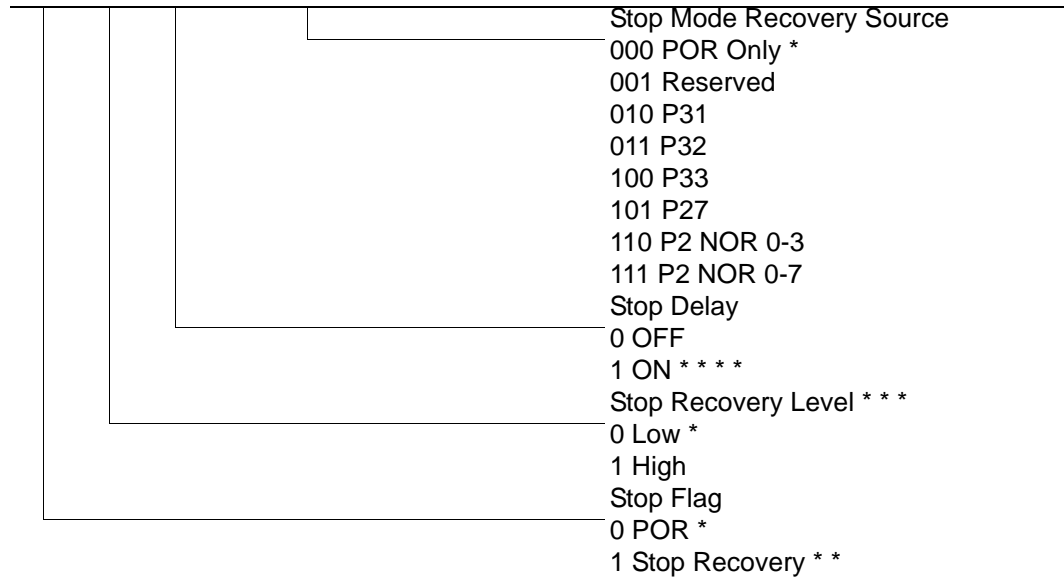 Stop Mode Recovery Source
000 POR Only *
001 Reserved
010 P31
011 P32
100 P33
101 P27
110 P2 NOR 0-3
111 P2 NOR 0-7
Stop Delay
0 OFF
1 ON * * * *
Stop Recovery Level * * *
0 Low *
1 High
Stop Flag
0 POR *
1 Stop Recovery * *